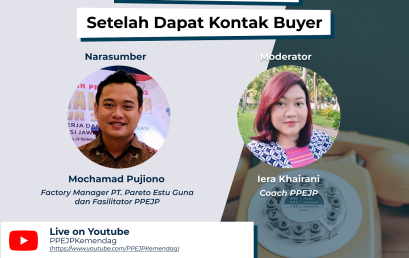 Setelah Dapat Kontak Buyer
Narasumber
Moderator
Mochamad Pujiono
Factory Manager PT. Pareto Estu Guna
dan Fasilitator PPEJP
Iera Khairani
Coach PPEJP
Live on Youtube
PPEJPKemendag
(https://www.youtube.com/PPEJPKemendag)